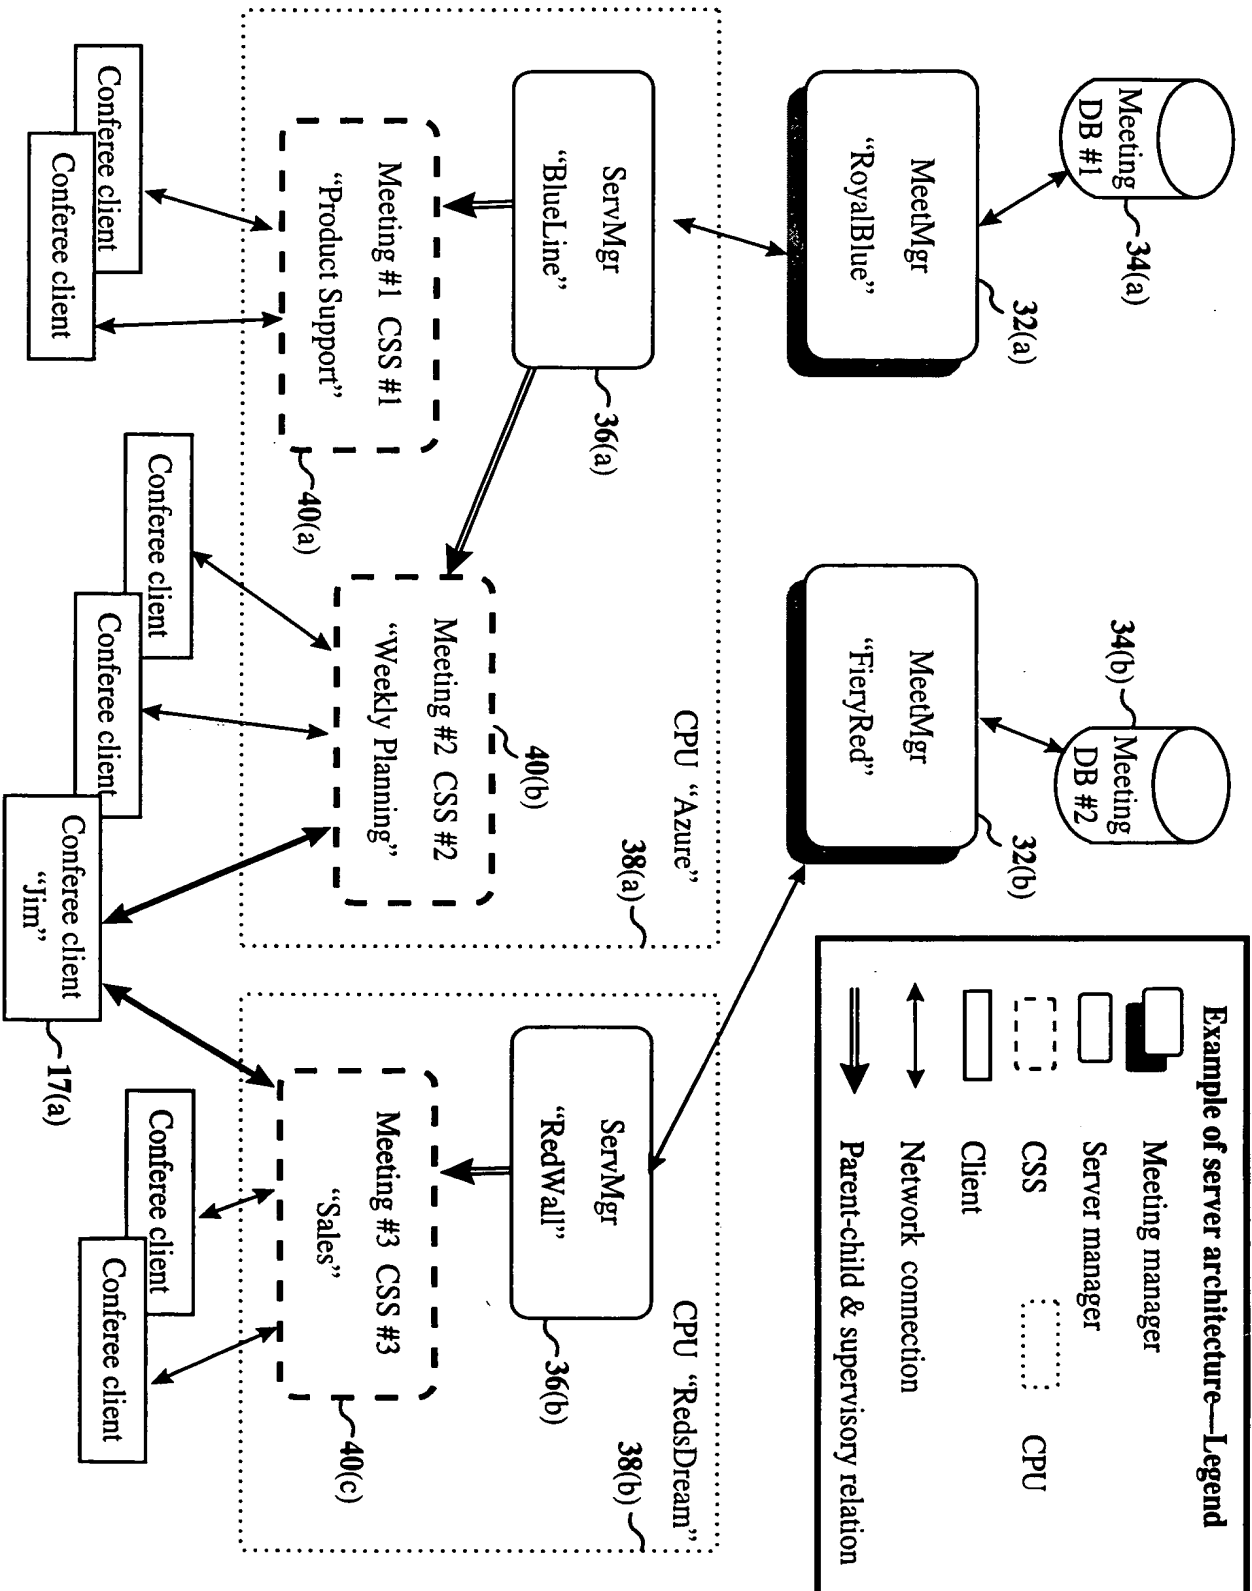 Example of server architecture—Legend
Meeting manager
Server manager
CSS
CPU
Client
Network connection
Parent-child & supervisory relation
Meeting
DB #1
34(a)
34(b)
Meeting
DB #2
MeetMgr
“RoyalBlue”
32(a)
MeetMgr
“FieryRed”
32(b)
CPU “Azure”
38(a)
ServMgr
“BlueLine”
36(a)
Meeting #1 CSS #1
“Product Support”
40(a)
Meeting #2 CSS #2
“Weekly Planning”
40(b)
CPU “RedsDream”
38(b)
ServMgr
“RedWall”
36(b)
Meeting #3 CSS #3
“Sales”
40(c)
Conferee client
Conferee client
Conferee client
Conferee client
Conferee client
“Jim”
17(a)
Conferee client
Conferee client